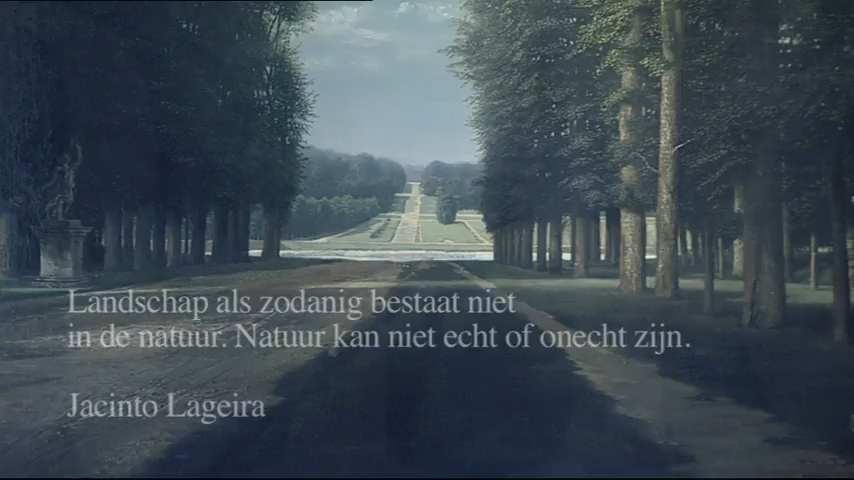 Landschap als zodanig bestaat niet
in de natuur. Natuur kan niet echt of onecht zijn.
Jacinto Lageira